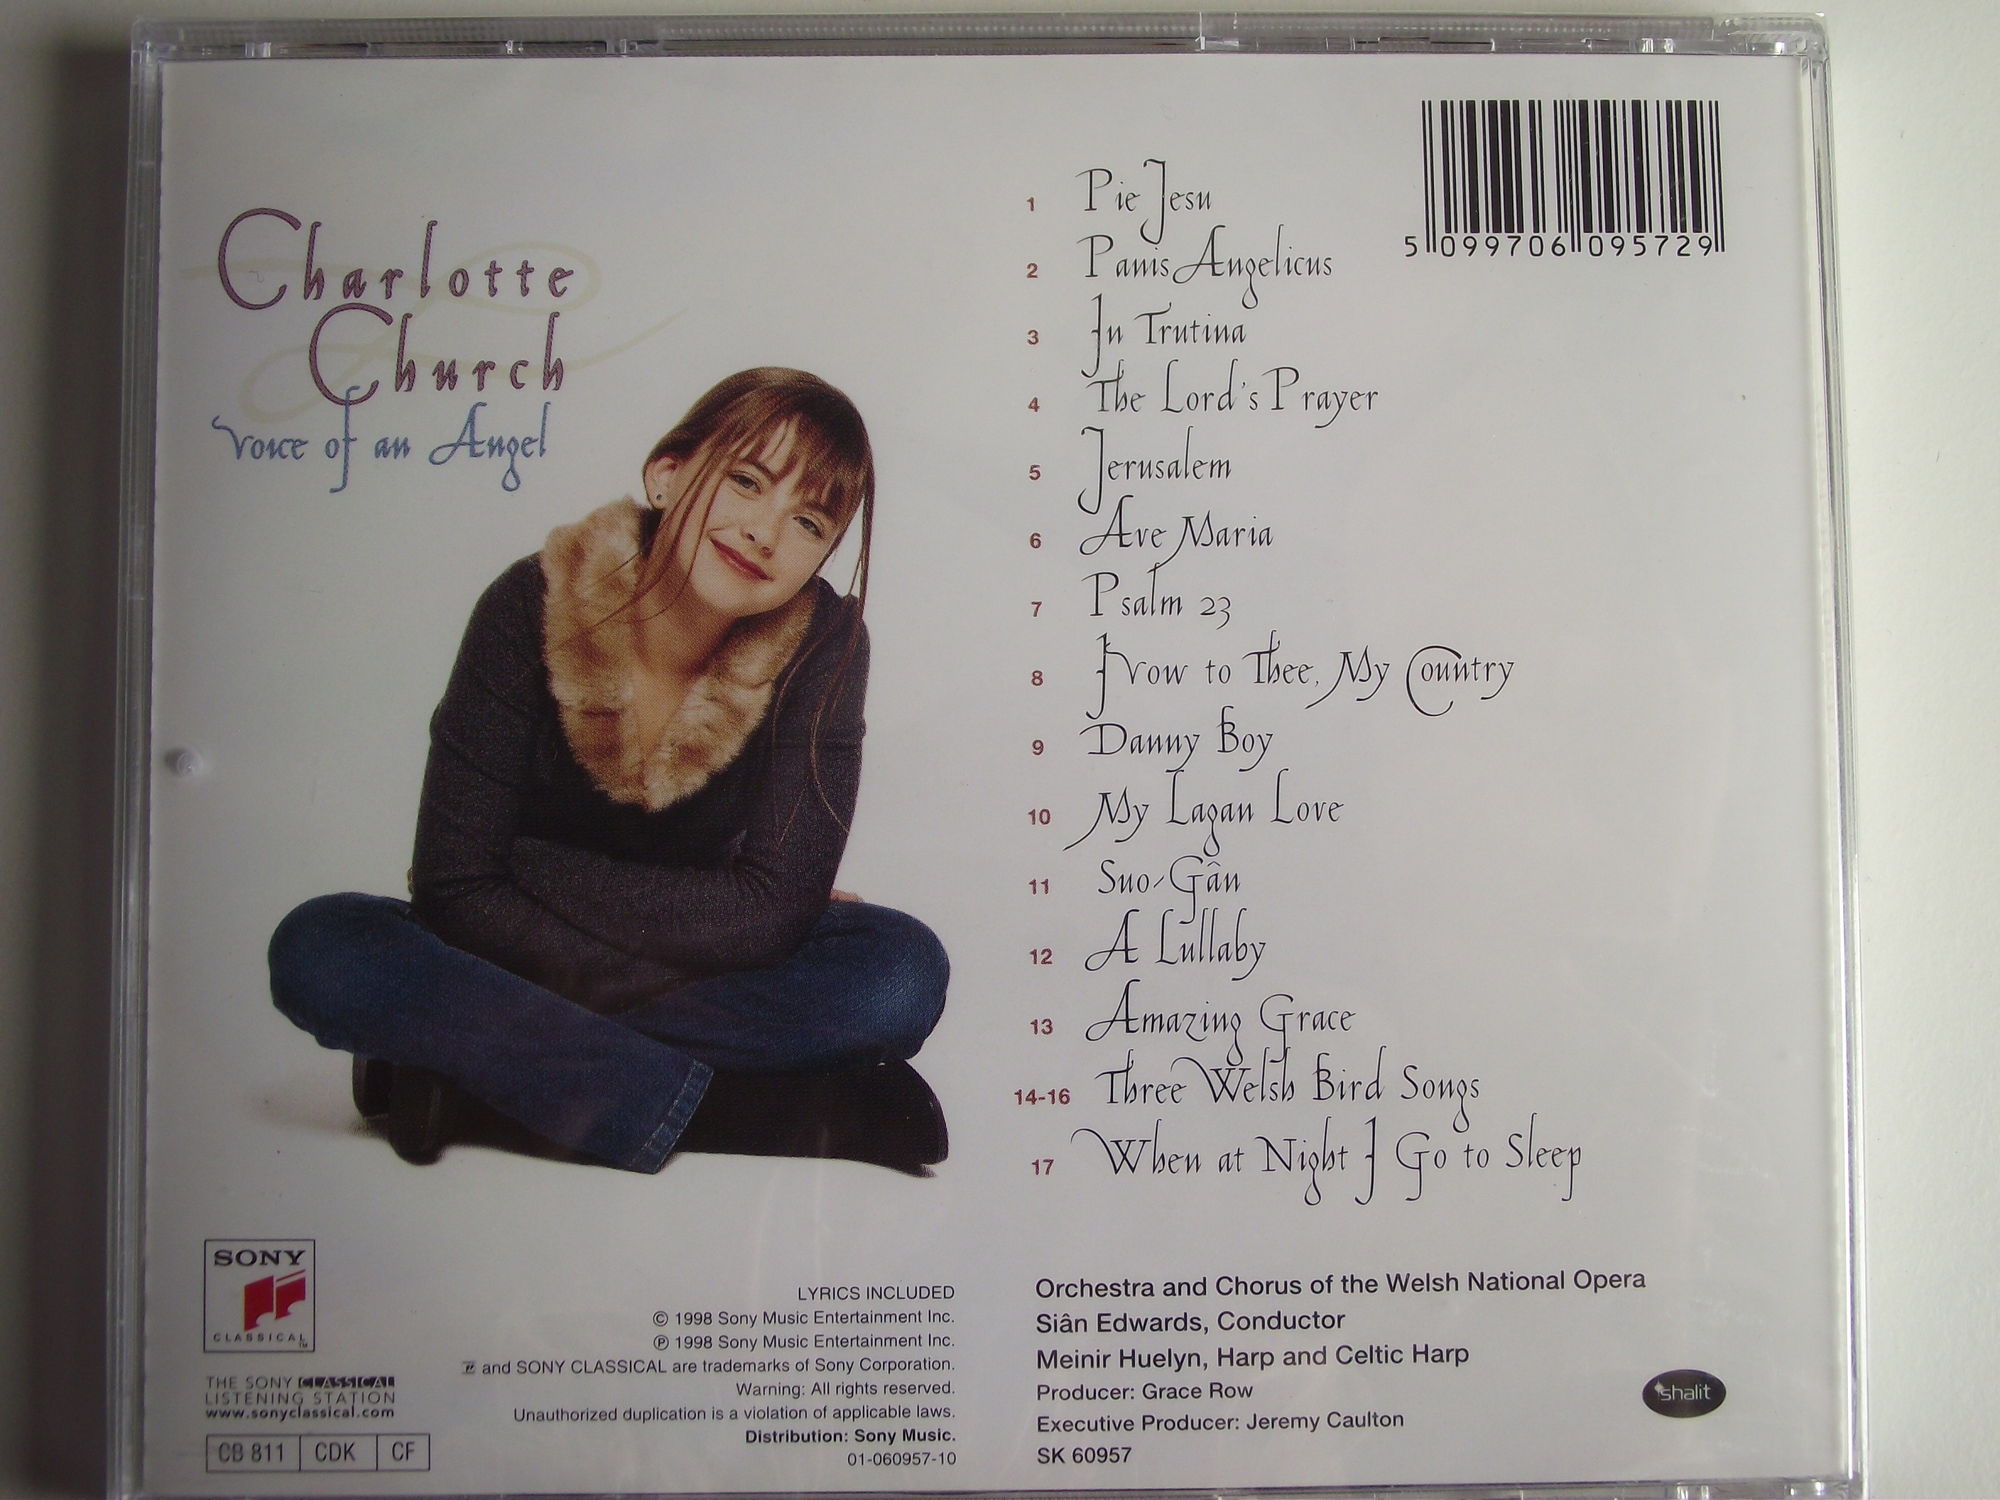 Charlotte
Church
Voice of an Angel
5 099706 095729
1 Pie Jesu
2 Panis Angelicus
3 In Trutina
4 The Lord's Prayer
5 Jerusalem
6 Ave Maria
7 Psalm 23
8 I Vow to Thee, My Country
9 Danny Boy
10 My Lagan Love
11 Suo-Gân
12 A Lullaby
13 Amazing Grace
14-16 Three Welsh Bird Songs
17 When at Night I Go to Sleep
SONY
CLASSICAL™
THE SONY CLASSICAL
LISTENING STATION
www.sonyclassical.com
CB 811 CDK CF
LYRICS INCLUDED
© 1998 Sony Music Entertainment Inc.
℗ 1998 Sony Music Entertainment Inc.
and SONY CLASSICAL are trademarks of Sony Corporation.
Warning: All rights reserved.
Unauthorized duplication is a violation of applicable laws.
Distribution: Sony Music.
01-060957-10
Orchestra and Chorus of the Welsh National Opera
Siân Edwards, Conductor
Meinir Huelyn, Harp and Celtic Harp
Producer: Grace Row
Executive Producer: Jeremy Caulton
SK 60957
shalit